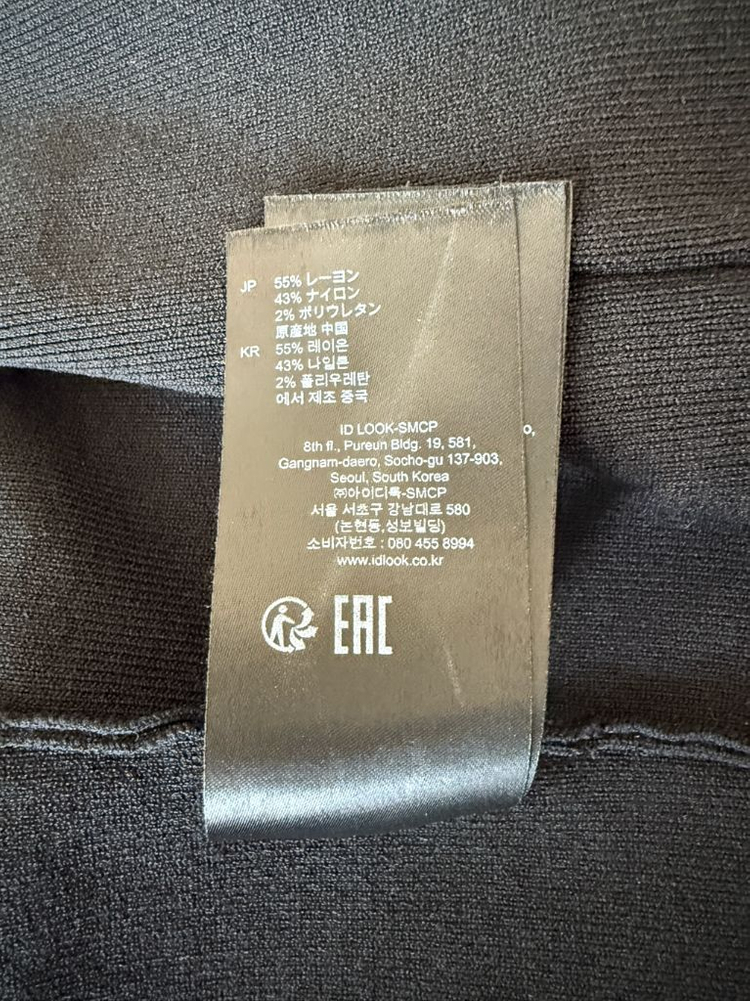 JP 55% レーヨン
43% ナイロン
2% ポリウレタン
原産地 中国
KR 55% 레이온
43% 나일론
2% 폴리우레탄
에서 제조 중국
ID LOOK-SMCP
8th fl., Pureun Bldg. 19, 581,
Gangnam-daero, Socho-gu 137-903,
Seoul, South Korea
㈜아이디룩-SMCP
서울 서초구 강남대로 580
(논현동,성보빌딩)
소비자번호 : 080 455 8994
www.idlook.co.kr
EAC